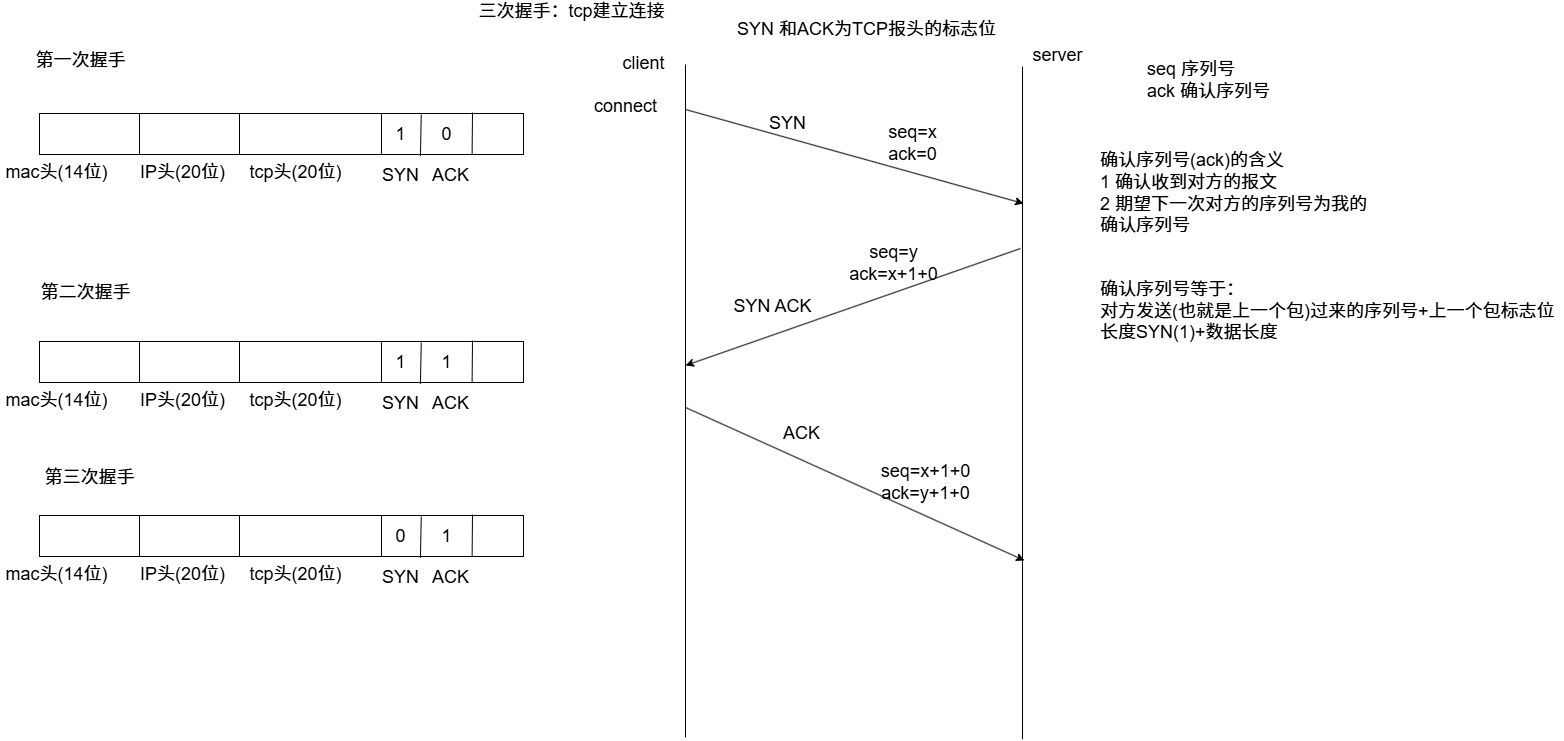 三次握手：tcp建立连接
SYN 和ACK为TCP报头的标志位
第一次握手
1 0
mac头(14位) IP头(20位) tcp头(20位) SYN ACK
第二次握手
1 1
mac头(14位) IP头(20位) tcp头(20位) SYN ACK
第三次握手
0 1
mac头(14位) IP头(20位) tcp头(20位) SYN ACK
client
server
connect
SYN
seq=x
ack=0
seq=y
ack=x+1+0
SYN ACK
ACK
seq=x+1+0
ack=y+1+0
seq 序列号
ack 确认序列号
确认序列号(ack)的含义
1 确认收到对方的报文
2 期望下一次对方的序列号为我的
确认序列号
确认序列号等于：
对方发送(也就是上一个包)过来的序列号+上一个包标志位
长度SYN(1)+数据长度